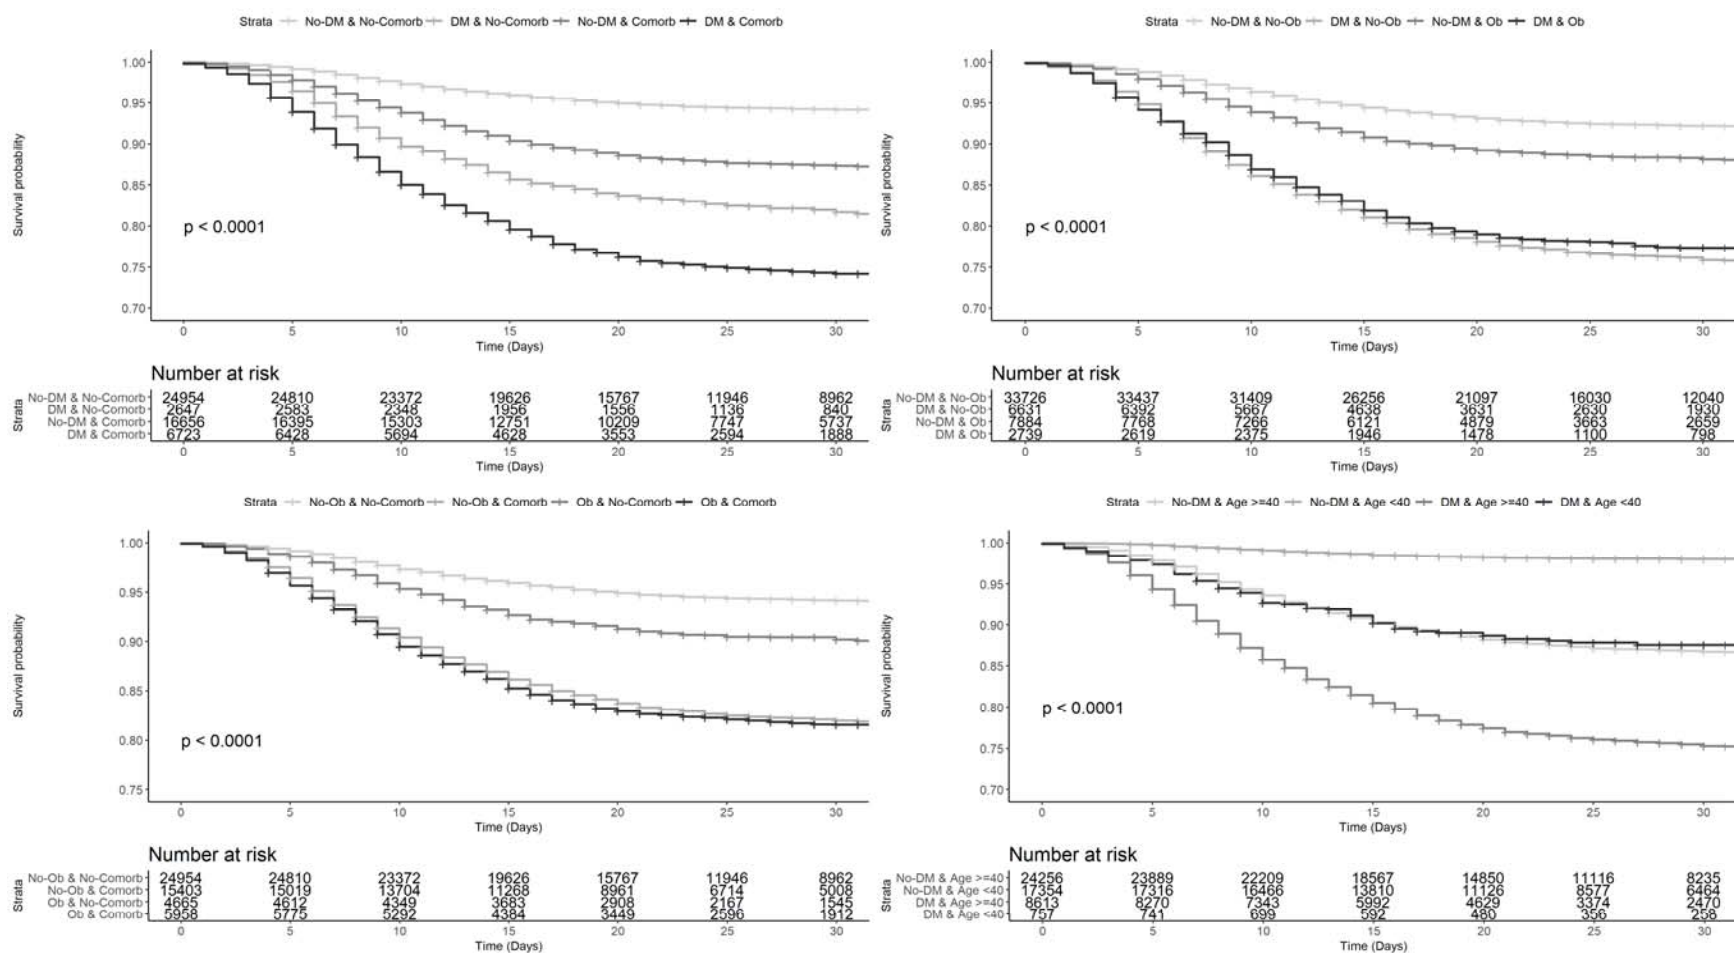 Strata No-DM & No-Comorb DM & No-Comorb No-DM & Comorb DM & Comorb
1.00
0.95
0.90
0.85
0.80
0.75
0.70
Survival probability
p < 0.0001
0 5 10 15 20 25 30
Time (Days)
Number at risk
Strata
No-DM & No-Comorb 24954 24810 23372 19626 15767 11946 8962
DM & No-Comorb 2647 2583 2348 1956 1556 1136 840
No-DM & Comorb 16656 16395 15303 12751 10209 7747 5737
DM & Comorb 6723 6428 5694 4628 3553 2594 1888
0 5 10 15 20 25 30
Time (Days)
Strata No-DM & No-Ob DM & No-Ob No-DM & Ob DM & Ob
1.00
0.95
0.90
0.85
0.80
0.75
0.70
Survival probability
p < 0.0001
0 5 10 15 20 25 30
Time (Days)
Number at risk
Strata
No-DM & No-Ob 33726 33437 31409 26256 21097 16030 12040
DM & No-Ob 6631 6392 5667 4638 3631 2630 1930
No-DM & Ob 7884 7768 7266 6121 4879 3663 2659
DM & Ob 2739 2619 2375 1946 1478 1100 798
0 5 10 15 20 25 30
Time (Days)
Strata No-Ob & No-Comorb No-Ob & Comorb Ob & No-Comorb Ob & Comorb
1.00
0.95
0.90
0.85
0.80
0.75
Survival probability
p < 0.0001
0 5 10 15 20 25 30
Time (Days)
Number at risk
Strata
No-Ob & No-Comorb 24954 24810 23372 19626 15767 11946 8962
No-Ob & Comorb 15403 15019 13704 11268 8961 6714 5008
Ob & No-Comorb 4665 4612 4349 3683 2908 2167 1545
Ob & Comorb 5958 5775 5292 4384 3449 2596 1912
0 5 10 15 20 25 30
Time (Days)
Strata No-DM & Age >=40 No-DM & Age <40 DM & Age >=40 DM & Age <40
1.00
0.95
0.90
0.85
0.80
0.75
0.70
Survival probability
p < 0.0001
0 5 10 15 20 25 30
Time (Days)
Number at risk
Strata
No-DM & Age >=40 24256 23889 22209 18567 14850 11116 8235
No-DM & Age <40 17354 17316 16466 13810 11126 8577 6464
DM & Age >=40 8613 8270 7343 5992 4629 3374 2470
DM & Age <40 757 741 699 592 480 356 258
0 5 10 15 20 25 30
Time (Days)